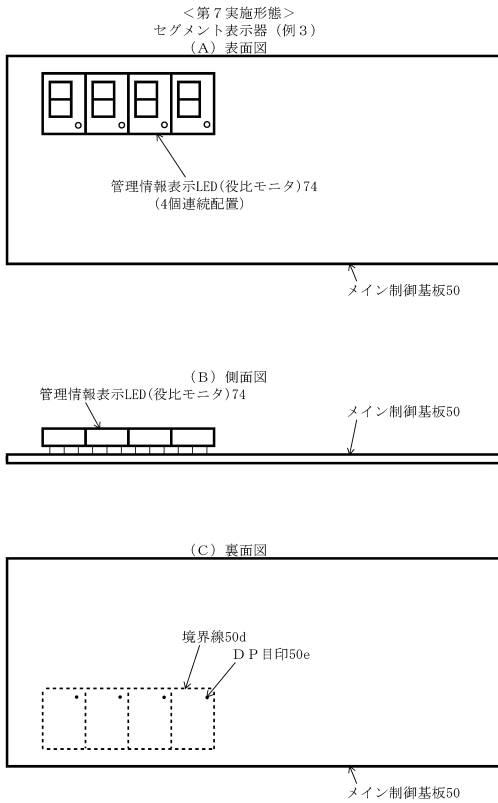 ＜第７実施形態＞
セグメント表示器（例３）
（Ａ）表面図
管理情報表示LED(役比モニタ)74
(4個連続配置)
メイン制御基板50
（Ｂ）側面図
管理情報表示LED(役比モニタ)74
メイン制御基板50
（Ｃ）裏面図
境界線50d
ＤＰ目印50e
メイン制御基板50